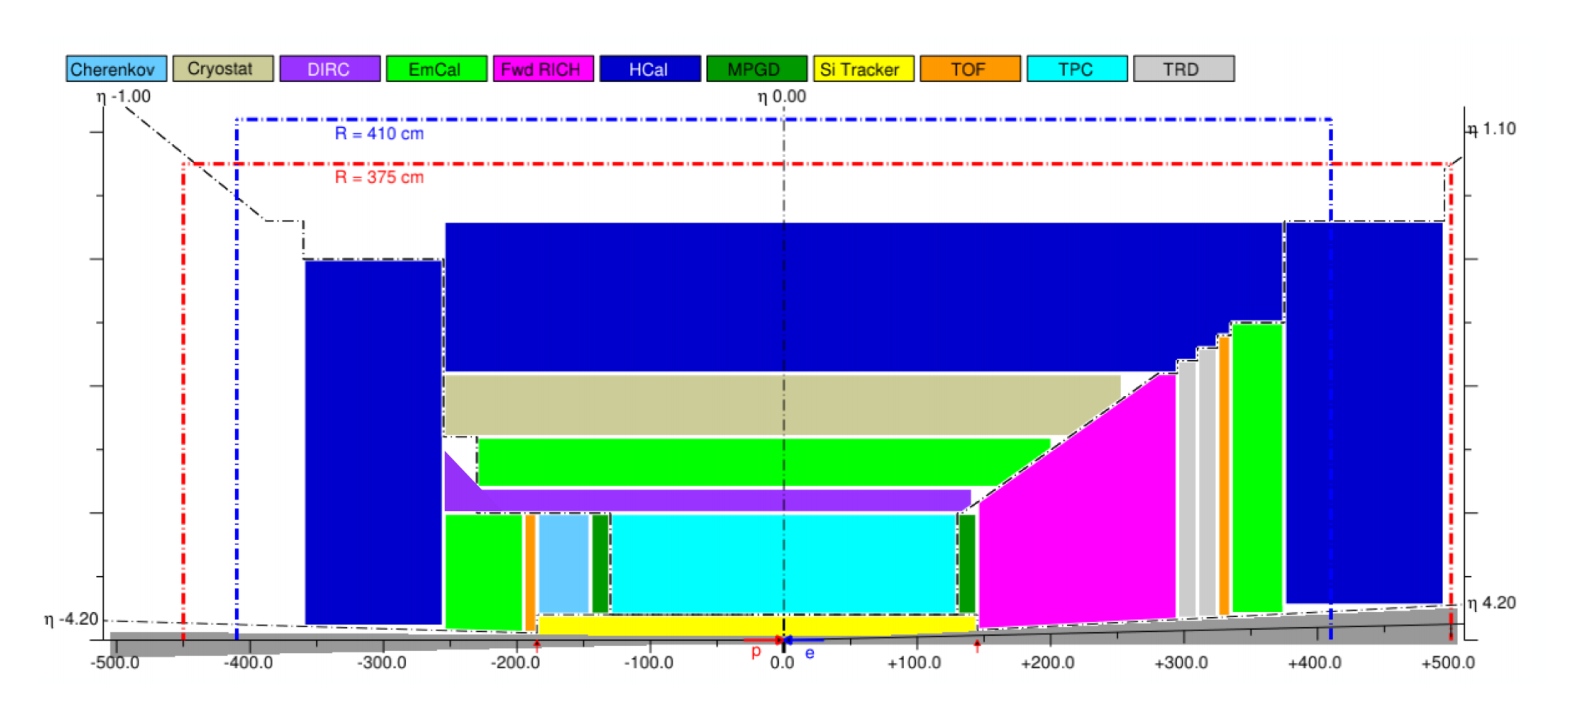 Cherenkov Cryostat DIRC EmCal Fwd RICH HCal MPGD Si Tracker TOF TPC TRD
η -1.00 η 0.00
η 1.10
R = 410 cm
R = 375 cm
η 4.20
η -4.20
p e
-500.0 -400.0 -300.0 -200.0 -100.0 0.0 +100.0 +200.0 +300.0 +400.0 +500.0